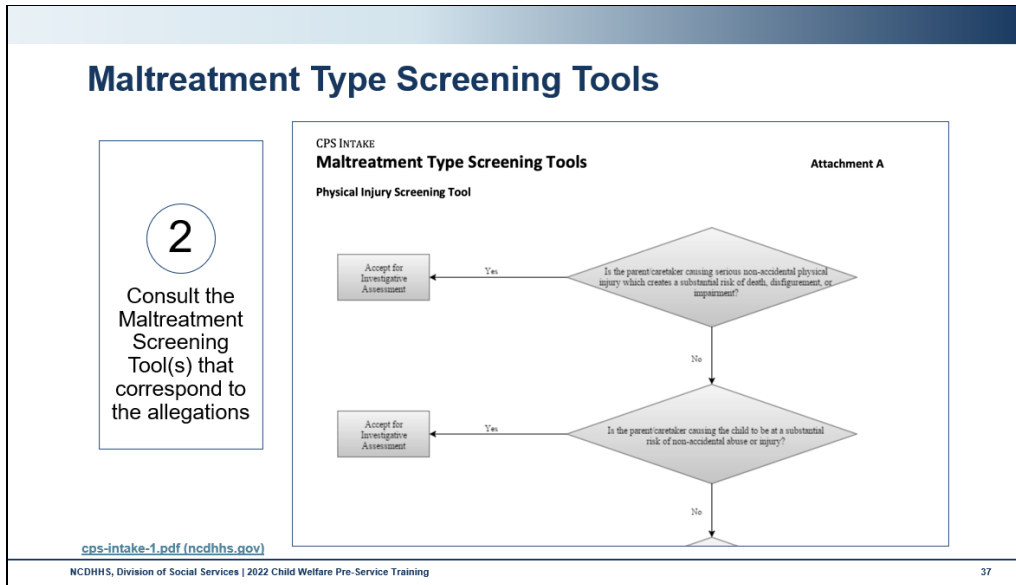 Maltreatment Type Screening Tools
2
Consult the
Maltreatment
Screening
Tool(s) that
correspond to
the allegations
CPS INTAKE
Maltreatment Type Screening Tools
Attachment A
Physical Injury Screening Tool
Accept for
Investigative
Assessment
Yes
Is the parent/caretaker causing serious non-accidental physical
injury which creates a substantial risk of death, disfigurement, or
impairment?
No
Accept for
Investigative
Assessment
Yes
Is the parent/caretaker causing the child to be at a substantial
risk of non-accidental abuse or injury?
No
cps-intake-1.pdf (ncdhhs.gov)
NCDHHS, Division of Social Services | 2022 Child Welfare Pre-Service Training
37